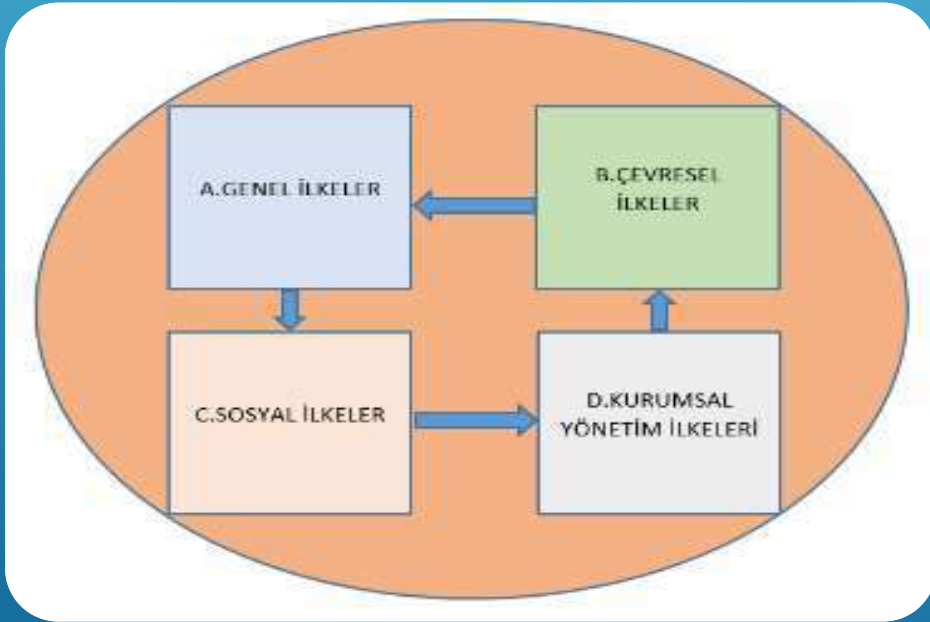 A.GENEL İLKELER
B.ÇEVRESEL
İLKELER
C.SOSYAL İLKELER
D.KURUMSAL
YÖNETİM İLKELERİ